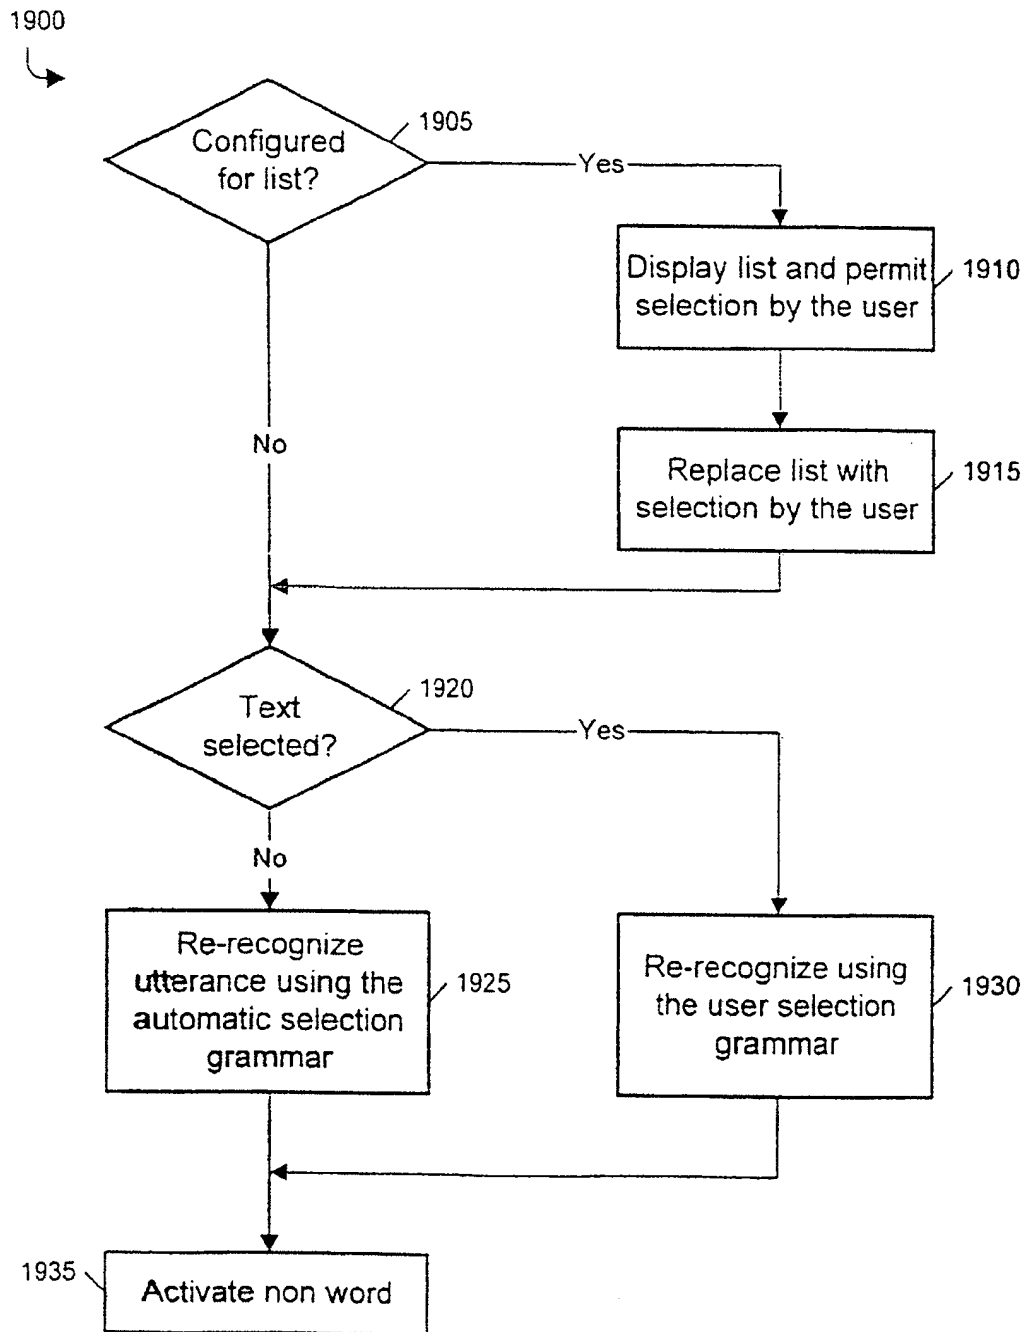 1900
Configured
for list?
1905
Yes
Display list and permit
selection by the user
1910
No
Replace list with
selection by the user
1915
Text
selected?
1920
Yes
No
Re-recognize
utterance using the
automatic selection
grammar
1925
Re-recognize using
the user selection
grammar
1930
1935
Activate non word